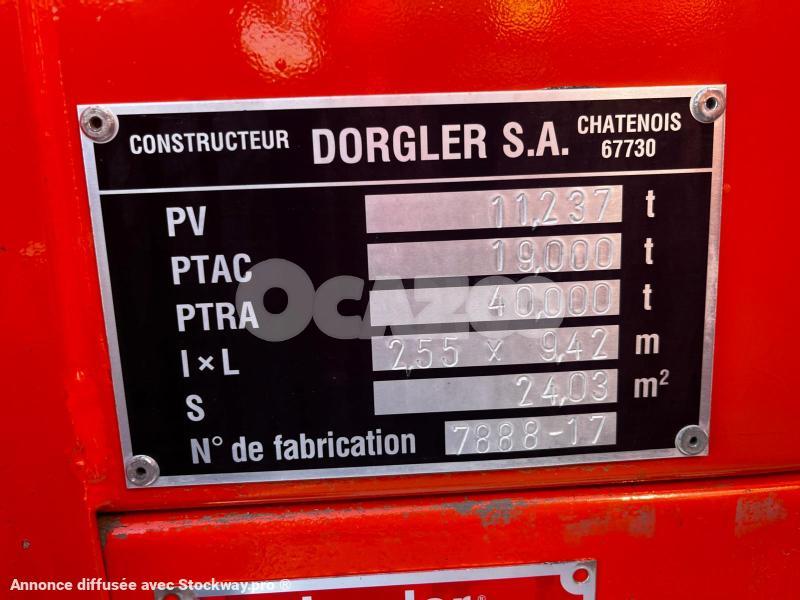 CONSTRUCTEUR DORGLER S.A. CHATENOIS 67730
PV 11,237 t
PTAC 19,000 t
PTRA 40,000 t
l×L 2,55 x 9,42 m
S 24,03 m²
N° de fabrication 7888-17
OCAZOO
Annonce diffusée avec Stockway.pro ®